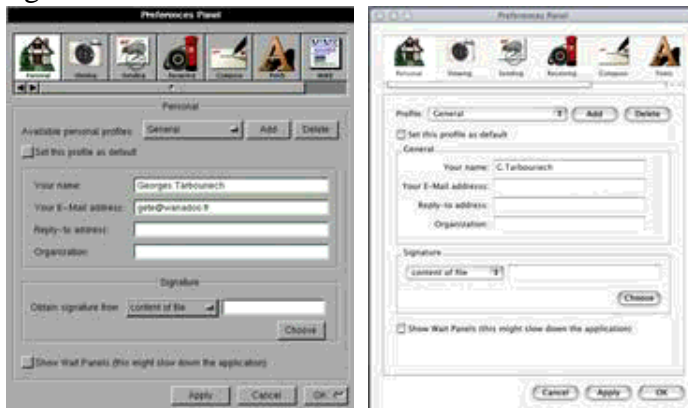 Preferences Panel
Personal Viewing Sending Receiving Compose Fonts
Personal
Available personal profiles: General Add Delete
Set this profile as default
Your name: Georges Tarbouriech
Your E-Mail address: gete@wanadoo.fr
Reply-to address:
Organization:
Signature
Obtain signature from content of file
Choose
Show Wait Panels (this might slow down the application)
Apply Cancel OK
Preferences Panel
Personal Viewing Sending Receiving Compose Fonts
Profile: General Add Delete
Set this profile as default
General
Your name: G.Tarbouriech
Your E-Mail address:
Reply-to address:
Organization:
Signature
content of file
Choose
Show Wait Panels (this might slow down the application)
Cancel Apply OK